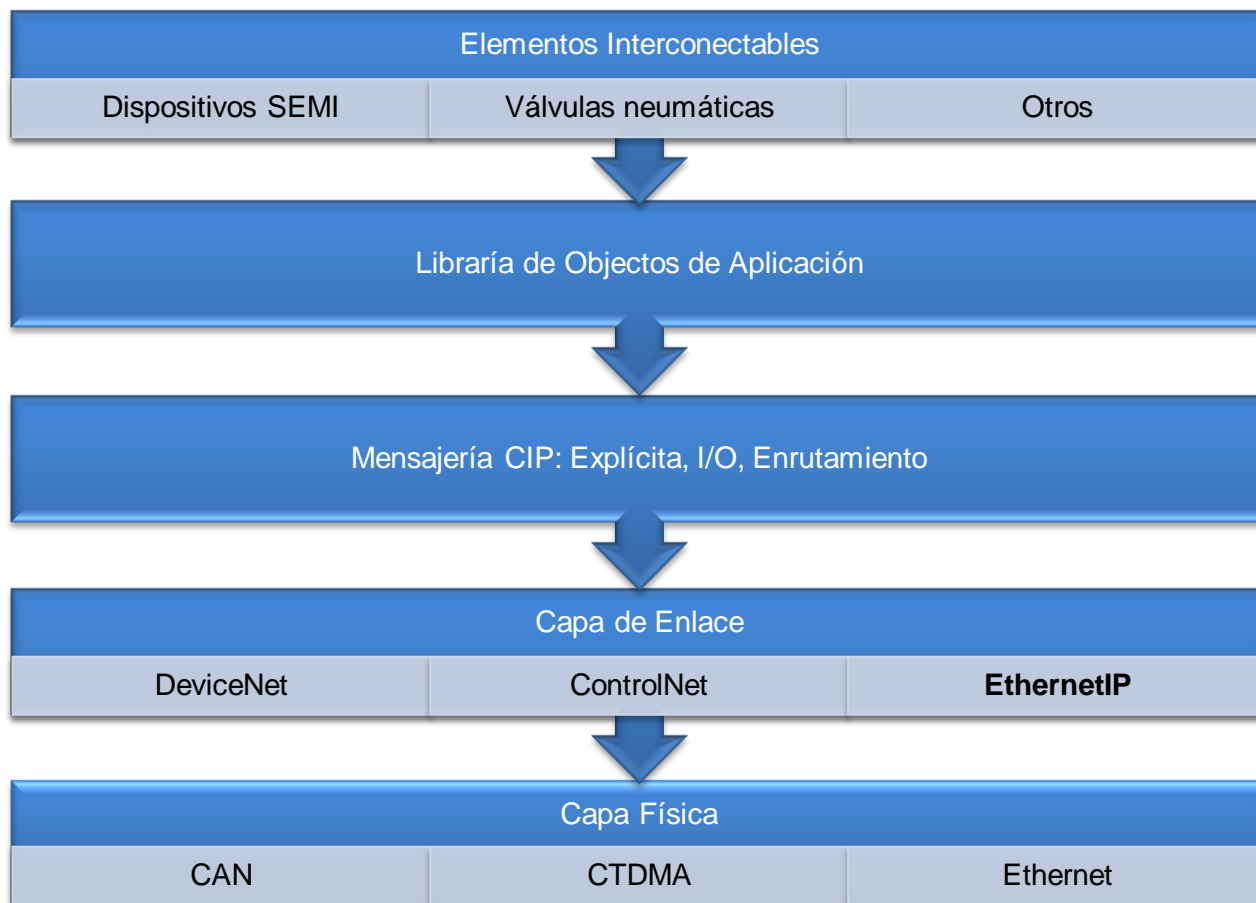 Elementos Interconectables
Dispositivos SEMI
Válvulas neumáticas
Otros
Libraría de Objectos de Aplicación
Mensajería CIP: Explícita, I/O, Enrutamiento
Capa de Enlace
DeviceNet
ControlNet
EthernetIP
Capa Física
CAN
CTDMA
Ethernet